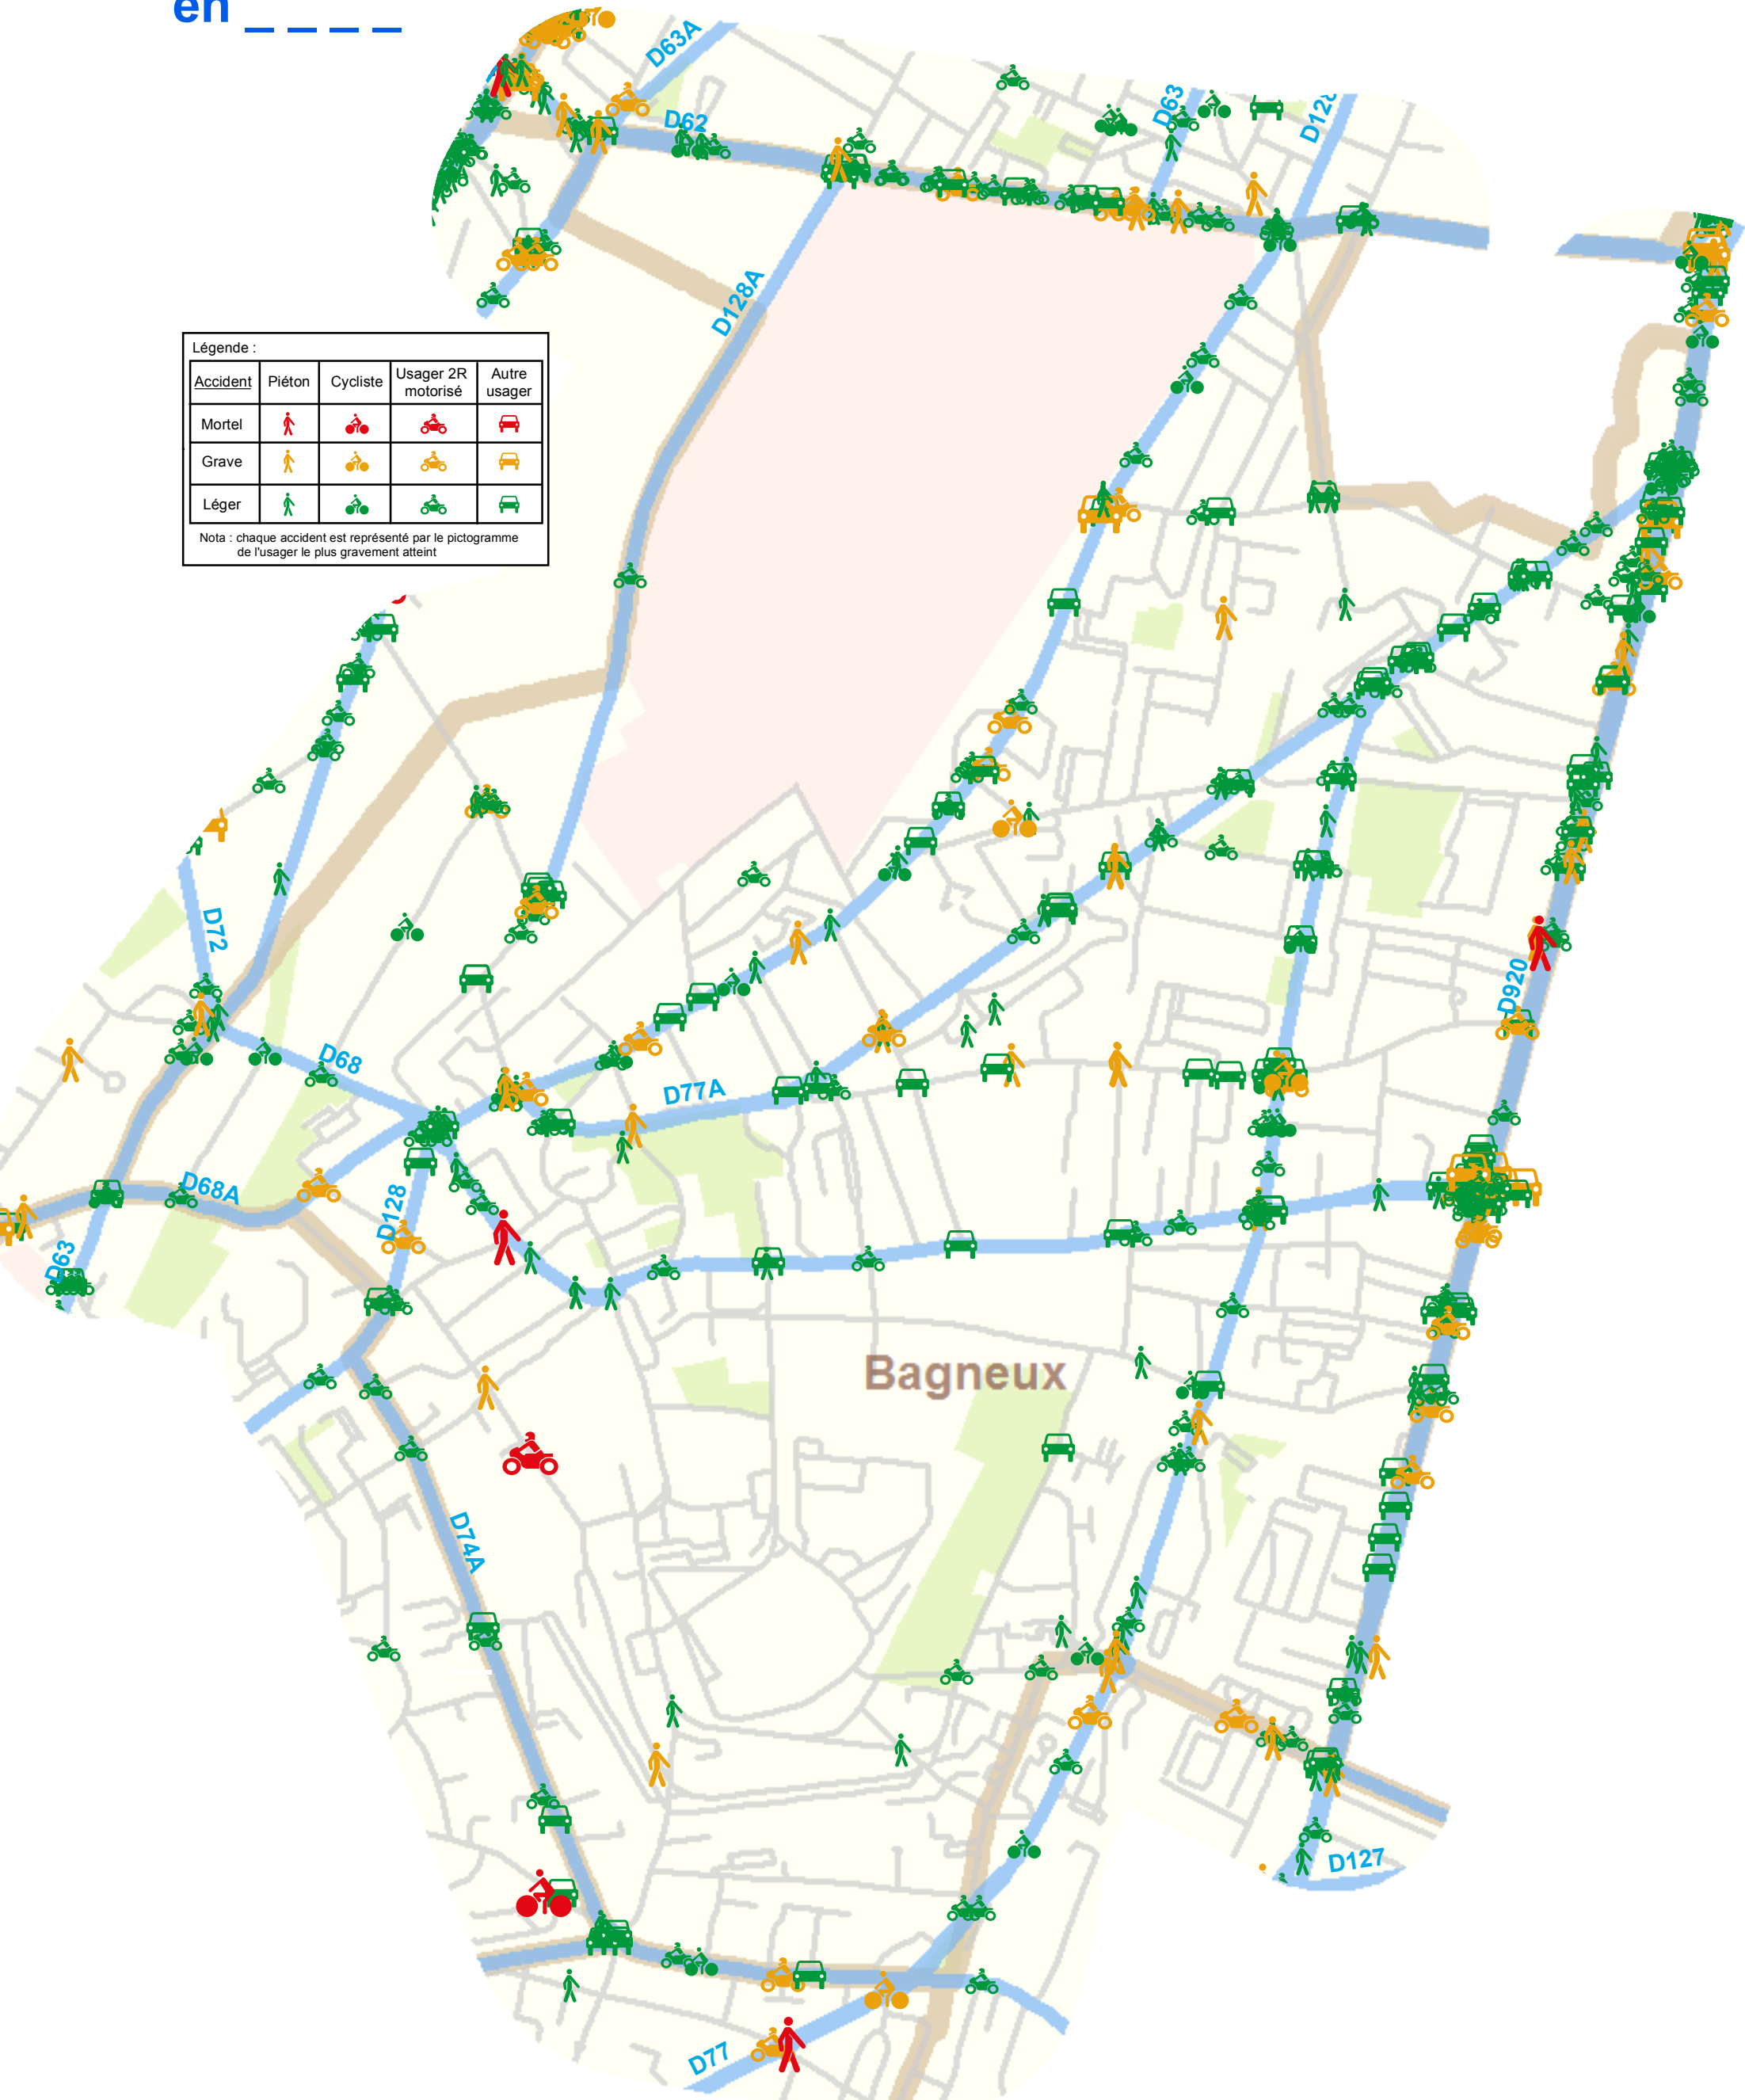 en _ _ _ _
D63A
D62
D63
D128
D128A
Légende :
Accident Piéton Cycliste Usager 2R motorisé Autre usager
Mortel
Grave
Léger
Nota : chaque accident est représenté par le pictogramme
de l'usager le plus gravement atteint
D72
D920
D68
D77A
D68A
D128
D63
Bagneux
D74A
D127
D77